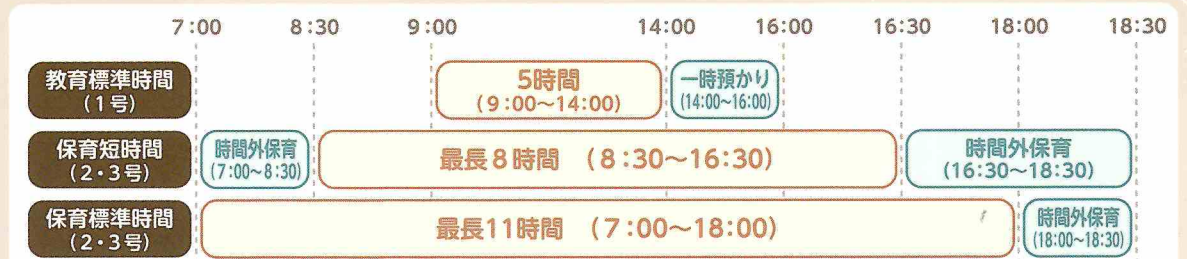 7:00 8:30 9:00 14:00 16:00 16:30 18:00 18:30
教育標準時間
(1号)
5時間
(9:00〜14:00)
一時預かり
(14:00〜16:00)
保育短時間
(2・3号)
時間外保育
(7:00〜8:30)
最長8時間 (8:30〜16:30)
時間外保育
(16:30〜18:30)
保育標準時間
(2・3号)
最長11時間 (7:00〜18:00)
時間外保育
(18:00〜18:30)